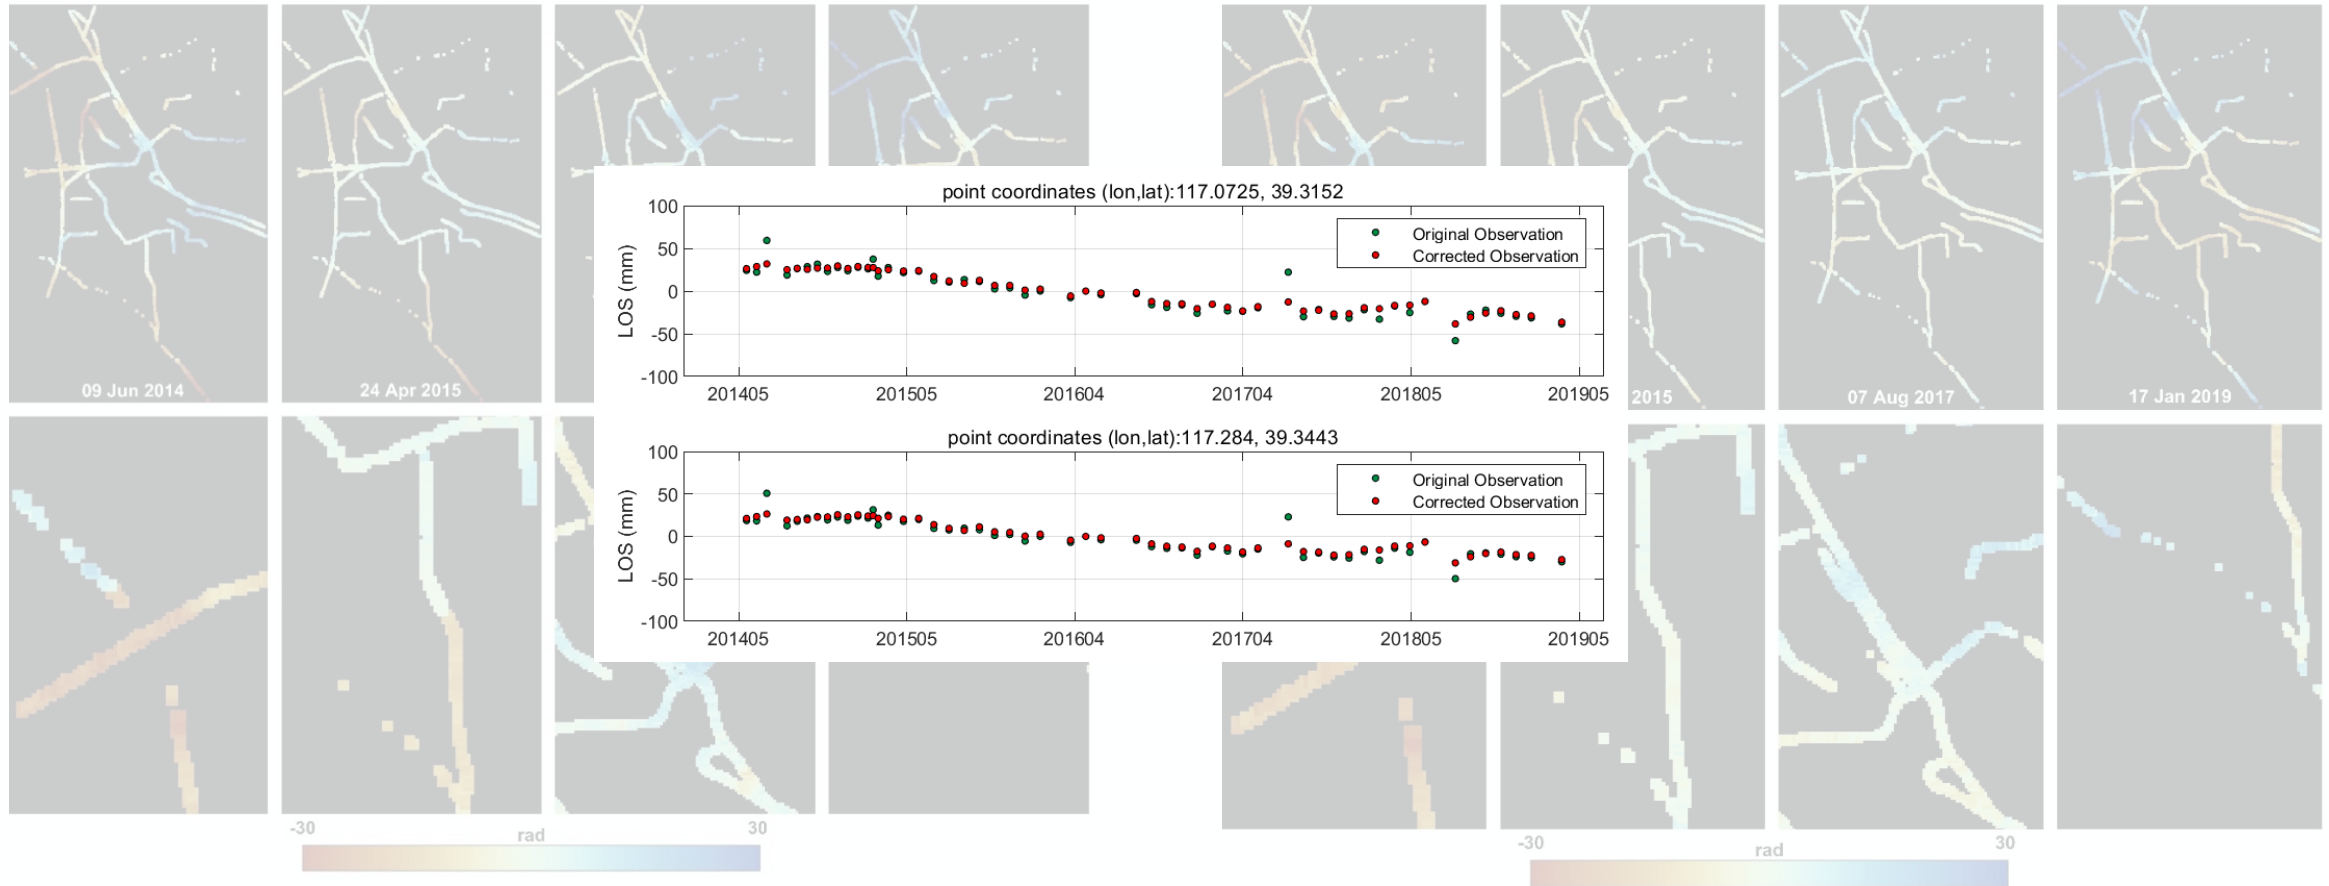 point coordinates (lon,lat):117.0725, 39.3152
100
50
0
-50
-100
LOS (mm)
Original Observation
Corrected Observation
201405
201505
201604
201704
201805
201905
09 Jun 2014
24 Apr 2015
2015
07 Aug 2017
17 Jan 2019
point coordinates (lon,lat):117.284, 39.3443
100
50
0
-50
-100
LOS (mm)
Original Observation
Corrected Observation
201405
201505
201604
201704
201805
201905
-30
rad
30
-30
rad
30